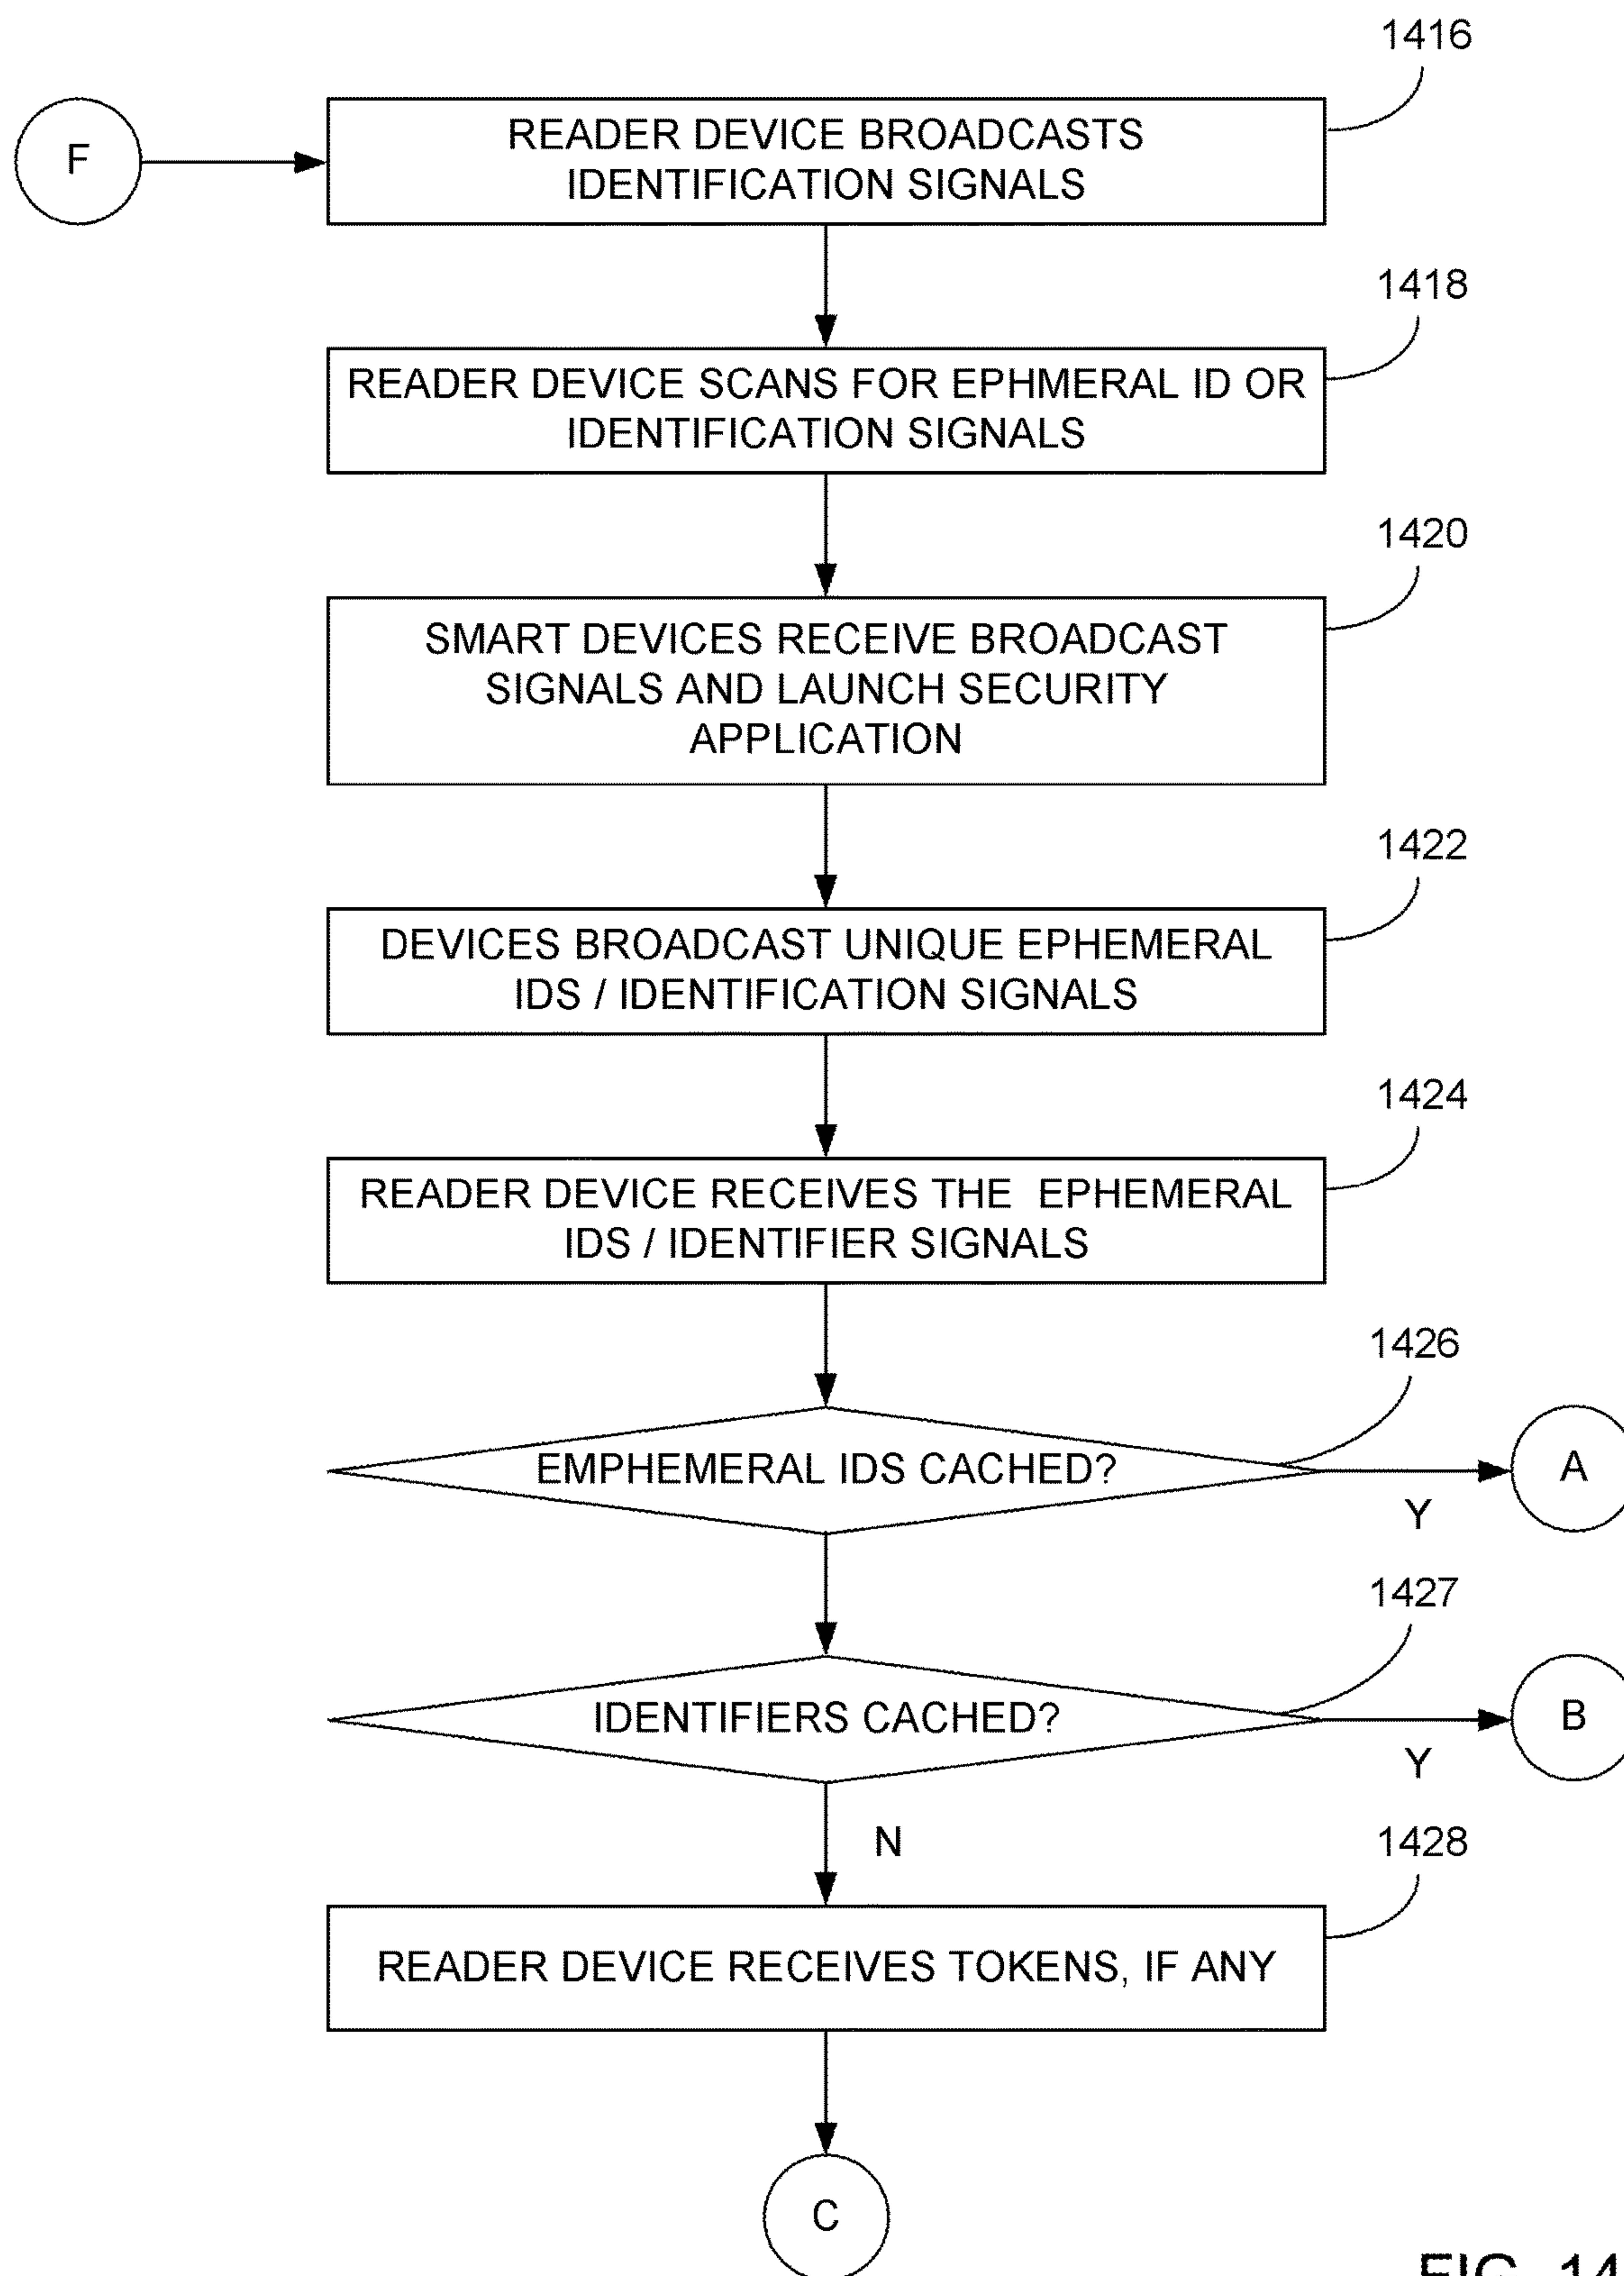 1416
F
READER DEVICE BROADCASTS
IDENTIFICATION SIGNALS
1418
READER DEVICE SCANS FOR EPHMERAL ID OR
IDENTIFICATION SIGNALS
1420
SMART DEVICES RECEIVE BROADCAST
SIGNALS AND LAUNCH SECURITY
APPLICATION
1422
DEVICES BROADCAST UNIQUE EPHEMERAL
IDS / IDENTIFICATION SIGNALS
1424
READER DEVICE RECEIVES THE EPHEMERAL
IDS / IDENTIFIER SIGNALS
1426
EMPHEMERAL IDS CACHED?
A
Y
1427
IDENTIFIERS CACHED?
B
Y
N
1428
READER DEVICE RECEIVES TOKENS, IF ANY
C
FIG. 14